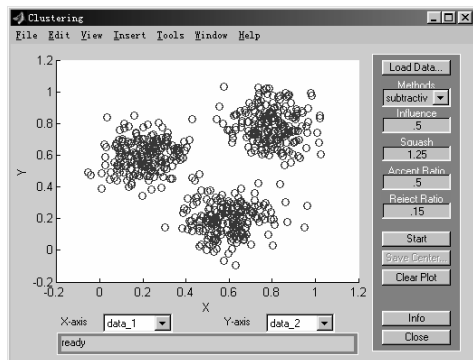 Clustering
File Edit View Insert Tools Window Help
1.2
1
0.8
0.6
0.4
0.2
0
-0.2
Y
-0.2 0 0.2 0.4 0.6 0.8 1 1.2
X
X-axis data_1 Y-axis data_2
ready
Load Data...
Methods
subtractiv
Influence
.5
Squash
1.25
Accent Ratio
.5
Reject Ratio
.15
Start
Save Center...
Clear Plot
Info
Close